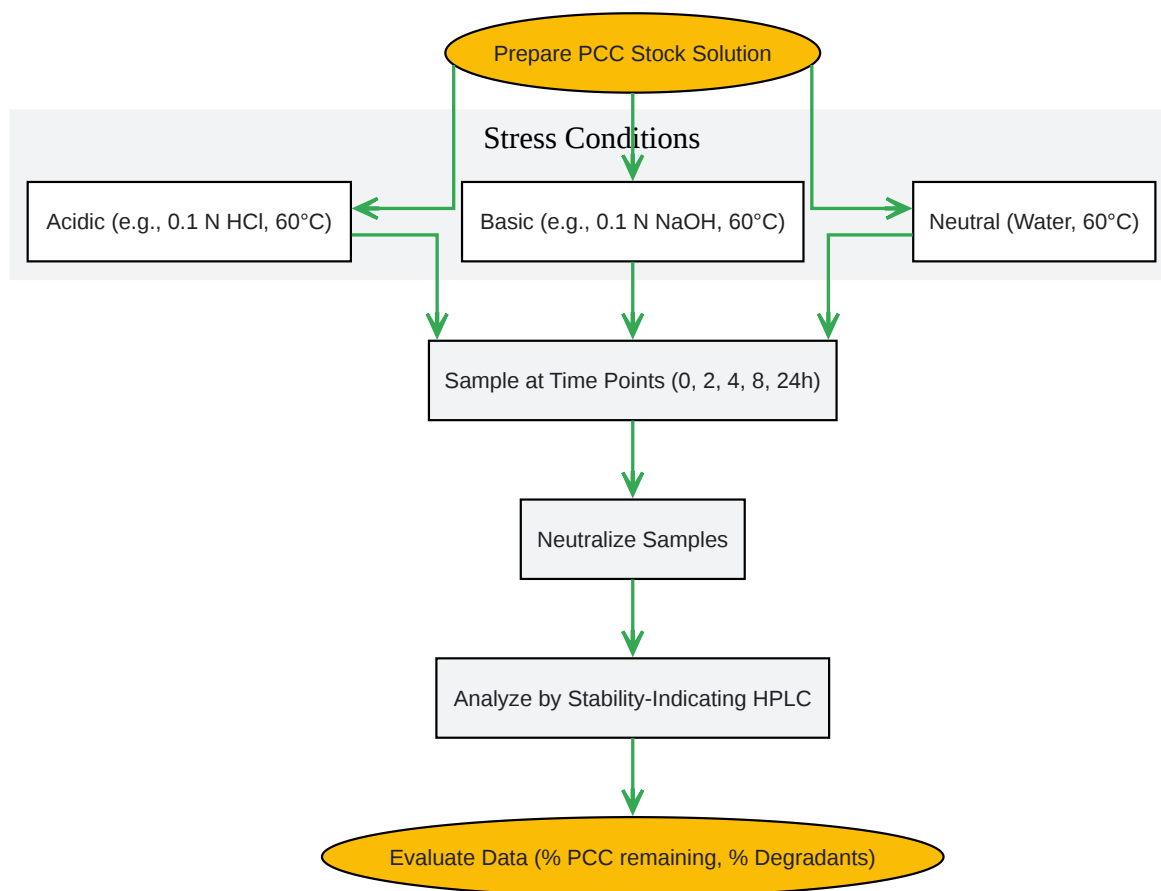 Prepare PCC Stock Solution
Stress Conditions
Acidic (e.g., 0.1 N HCl, 60°C)
Basic (e.g., 0.1 N NaOH, 60°C)
Neutral (Water, 60°C)
Sample at Time Points (0, 2, 4, 8, 24h)
Neutralize Samples
Analyze by Stability-Indicating HPLC
Evaluate Data (% PCC remaining, % Degradants)